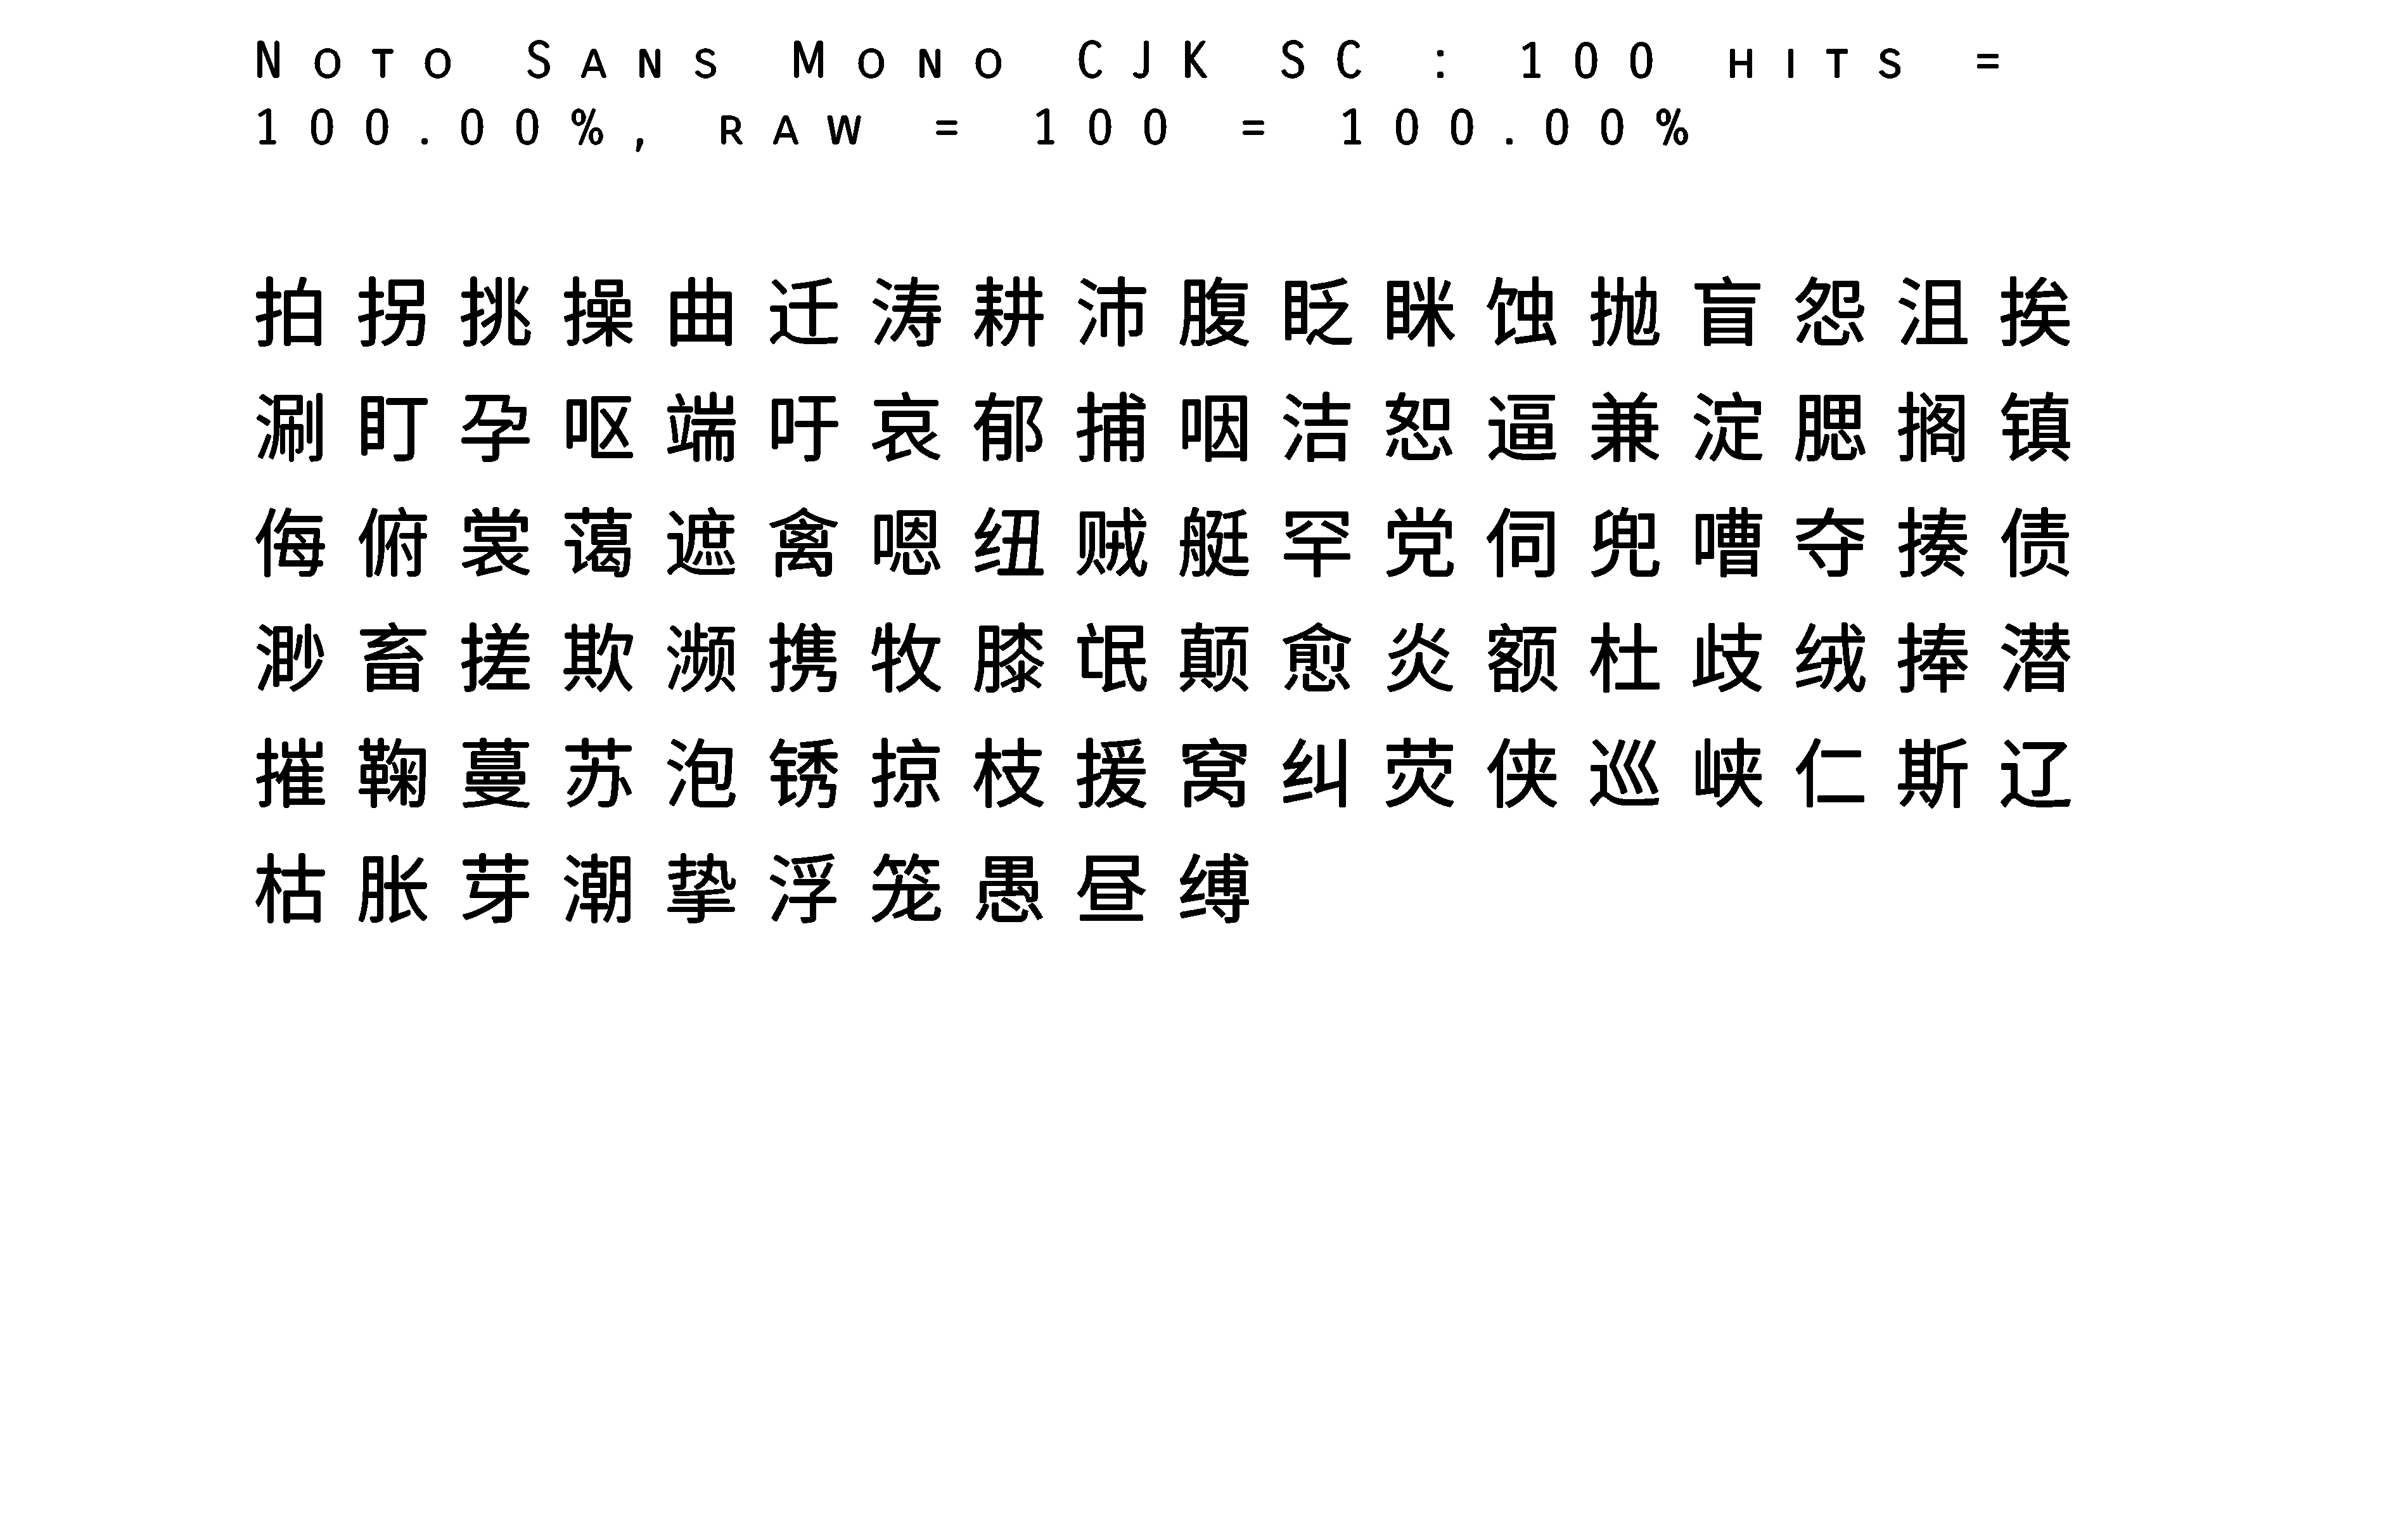 Noto Sans Mono CJK SC : 100 hits =
100.00%, raw = 100 = 100.00%
拍拐挑操曲迁涛耕沛腹眨眯蚀抛盲怨沮挨
涮盯孕呕端吁哀郁捕咽洁恕逼兼淀腮搁镇
侮俯裳蔼遮禽嗯纽贼艇罕党伺兜嘈夺揍债
渺畜搓欺濒携牧膝氓颠愈炎额杜歧绒捧潜
摧鞠蔓苏泡锈掠枝援窝纠荧侠巡峡仁斯辽
枯胀芽潮挚浮笼愚昼缚